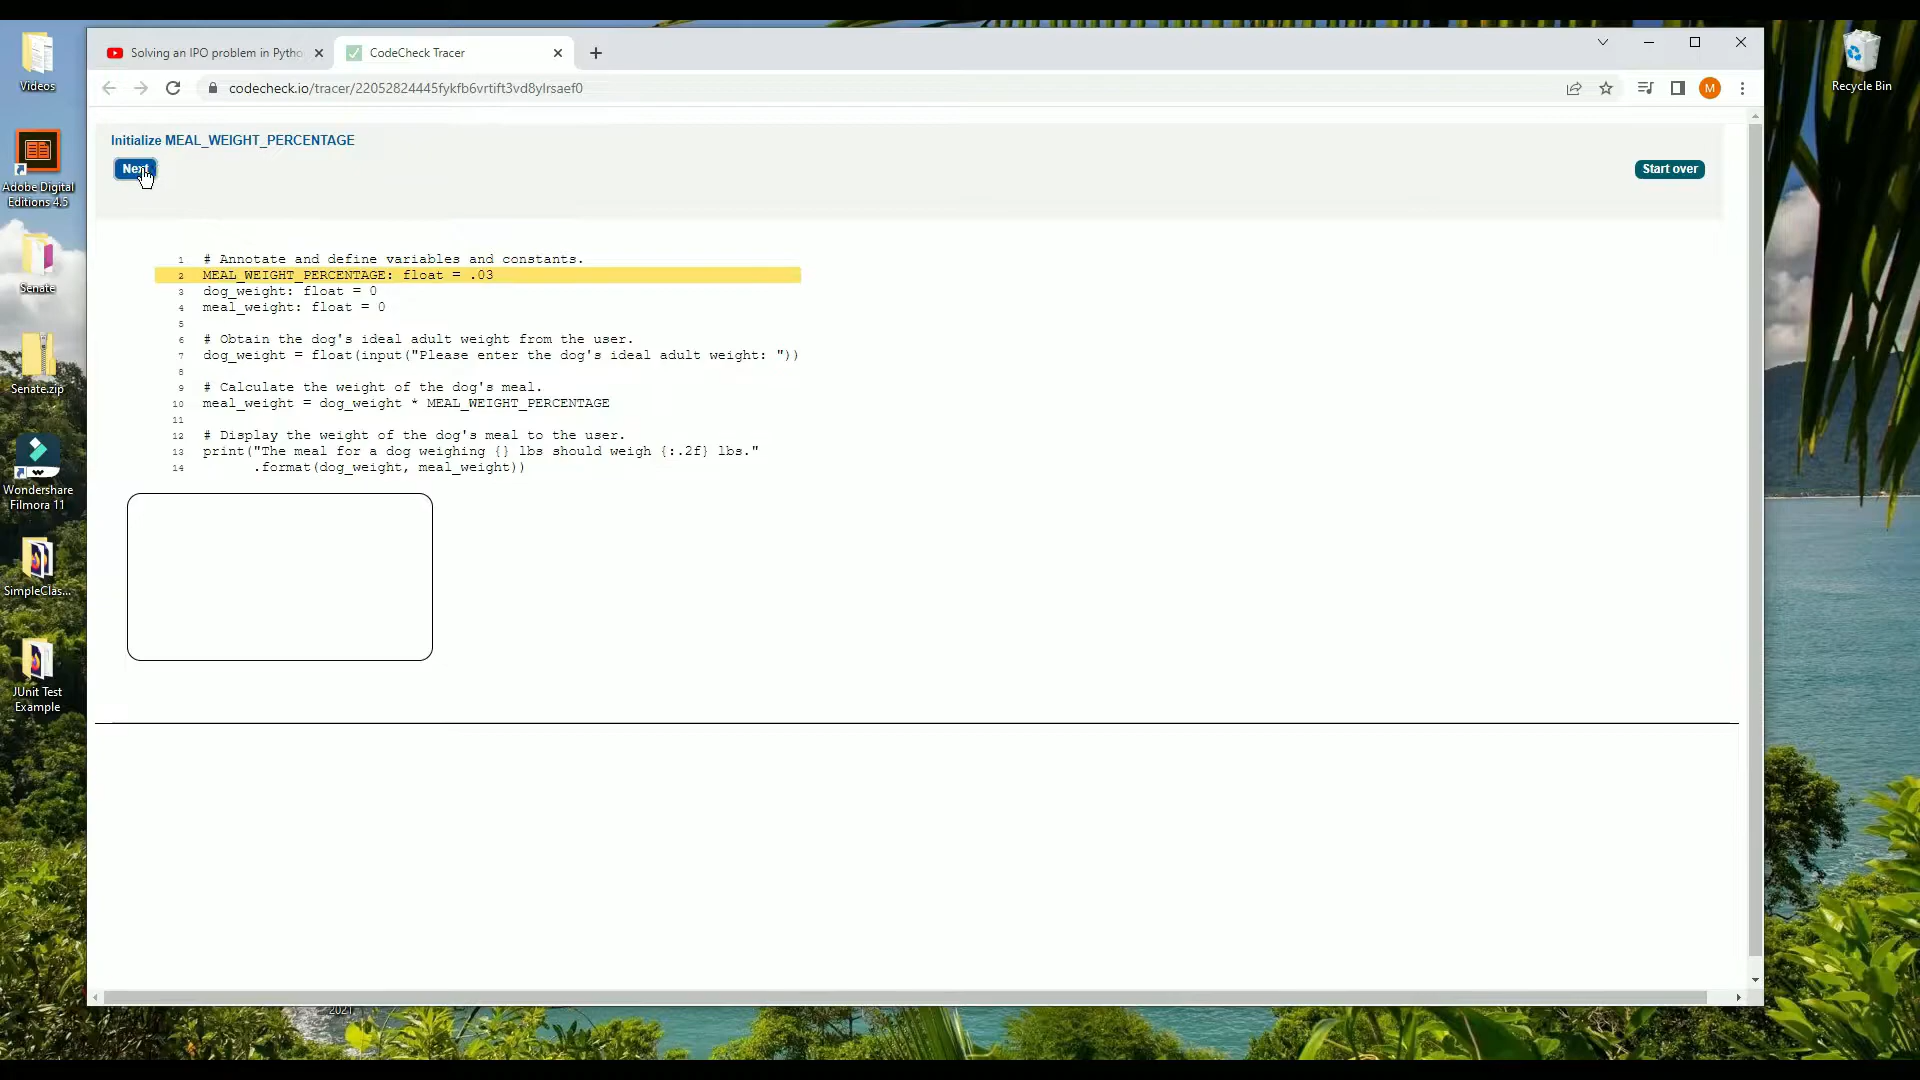 Solving an IPO problem in Pytho
CodeCheck Tracer
codecheck.io/tracer/22052824445fykfb6vrtift3vd8ylrsaef0
M
Initialize MEAL_WEIGHT_PERCENTAGE
Next
Start over
1 # Annotate and define variables and constants.
2 MEAL_WEIGHT_PERCENTAGE: float = .03
3 dog_weight: float = 0
4 meal_weight: float = 0
5
6 # Obtain the dog's ideal adult weight from the user.
7 dog_weight = float(input("Please enter the dog's ideal adult weight: "))
8
9 # Calculate the weight of the dog's meal.
10 meal_weight = dog_weight * MEAL_WEIGHT_PERCENTAGE
11
12 # Display the weight of the dog's meal to the user.
13 print("The meal for a dog weighing {} lbs should weigh {:.2f} lbs."
14 .format(dog_weight, meal_weight))
Videos
Adobe Digital
Editions 4.5
Senate
Senate.zip
Wondershare
Filmora 11
SimpleClas...
JUnit Test
Example
Recycle Bin
2021